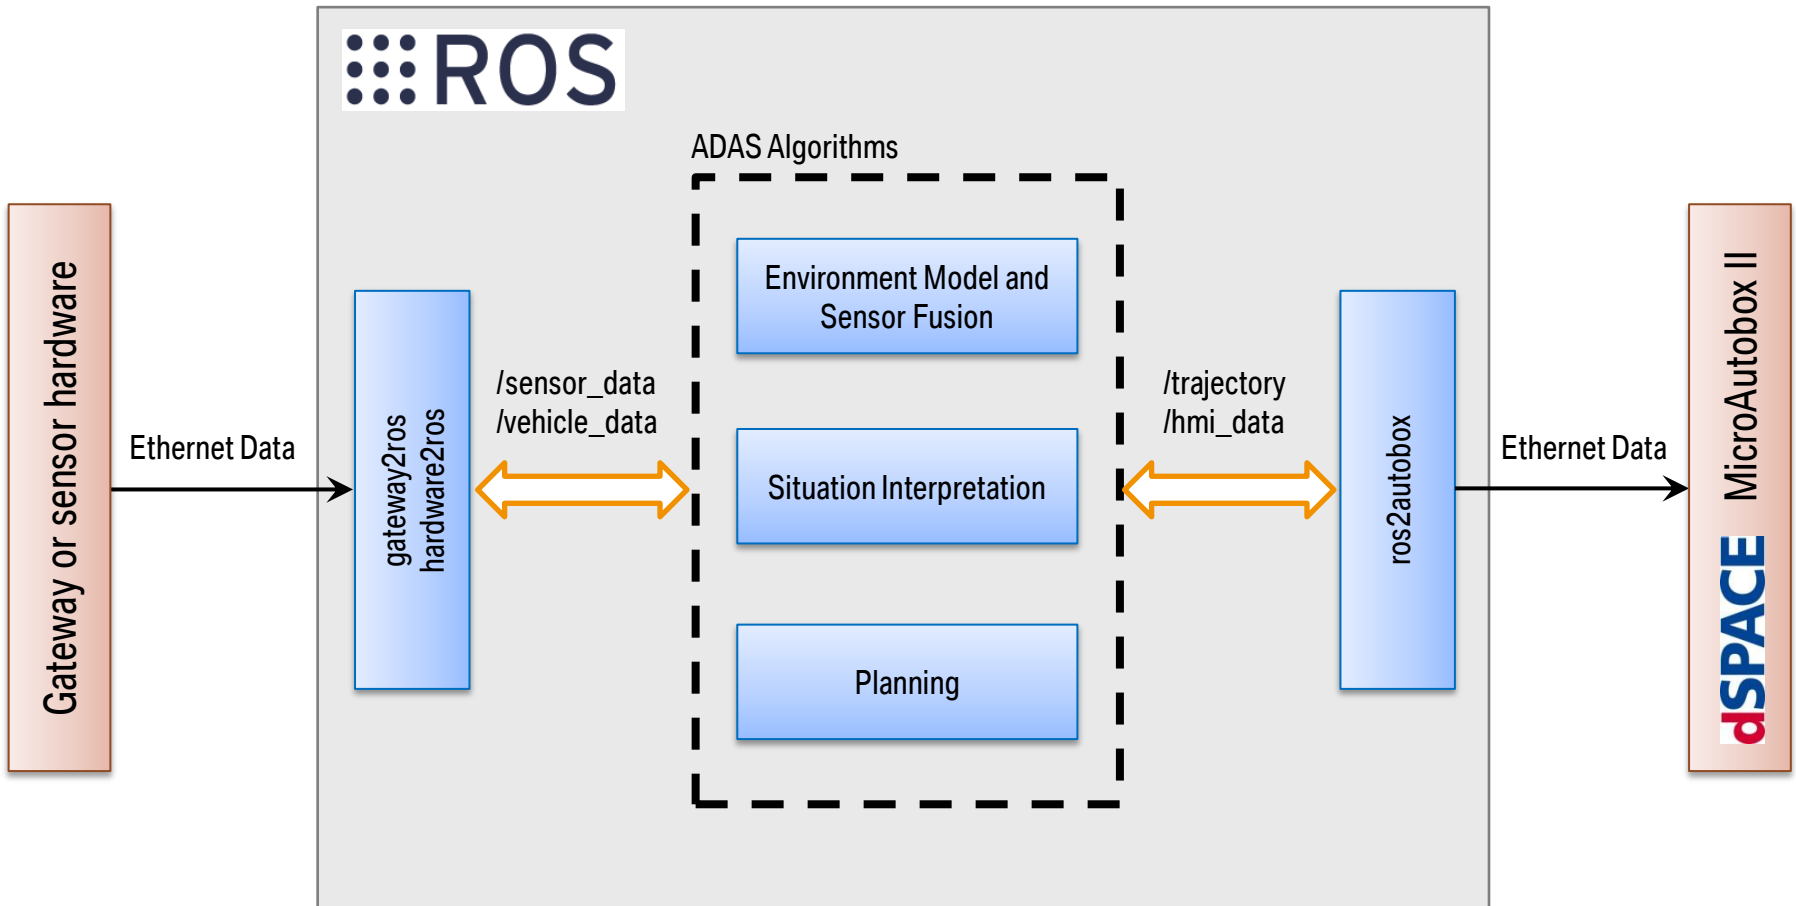 ROS
ADAS Algorithms
Gateway or sensor hardware
Ethernet Data
gateway2ros
hardware2ros
/sensor_data
/vehicle_data
Environment Model and
Sensor Fusion
Situation Interpretation
Planning
/trajectory
/hmi_data
ros2autobox
Ethernet Data
dSPACE MicroAutobox II